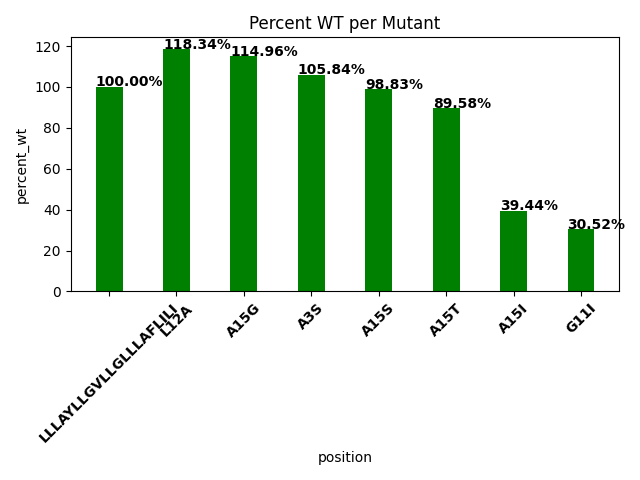 Percent WT per Mutant
percent_wt
120
100
80
60
40
20
0
100.00%
118.34%
114.96%
105.84%
98.83%
89.58%
39.44%
30.52%
LLLAYLLGVLLGLLLAFLILI
L12A
A15G
A3S
A15S
A15T
A15I
G11I
position